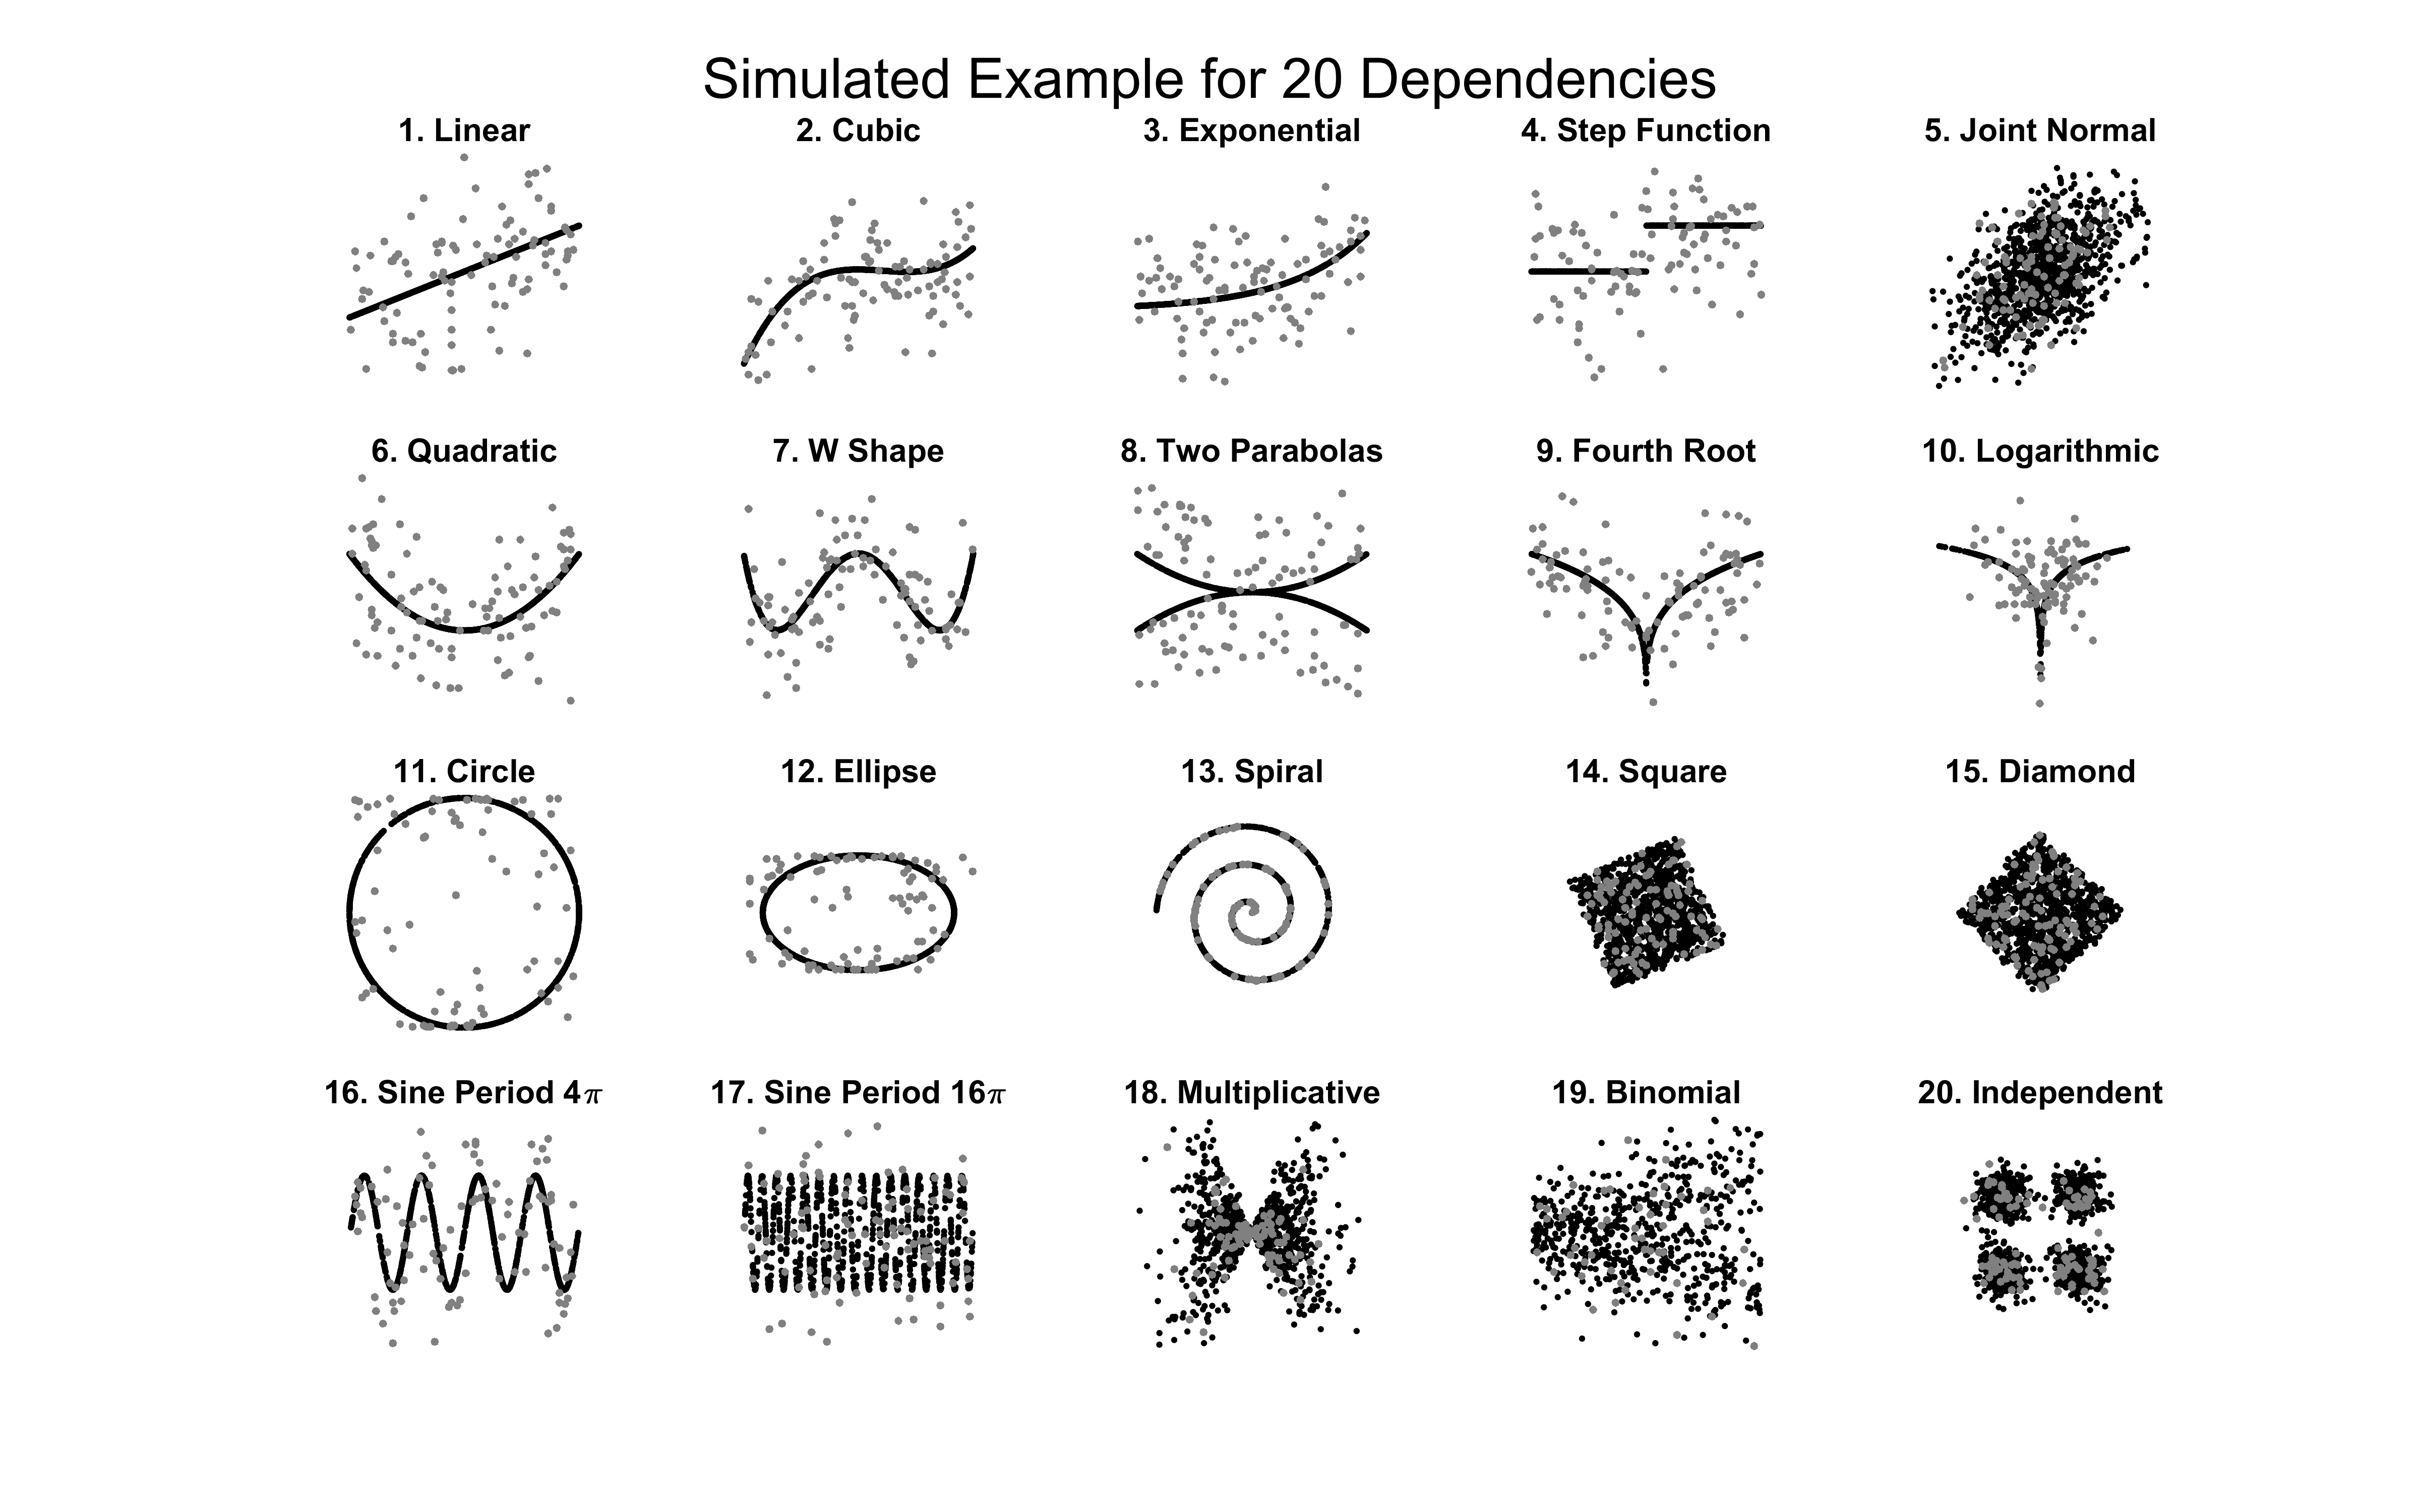 Simulated Example for 20 Dependencies
1. Linear
2. Cubic
3. Exponential
4. Step Function
5. Joint Normal
6. Quadratic
7. W Shape
8. Two Parabolas
9. Fourth Root
10. Logarithmic
11. Circle
12. Ellipse
13. Spiral
14. Square
15. Diamond
16. Sine Period 4π
17. Sine Period 16π
18. Multiplicative
19. Binomial
20. Independent